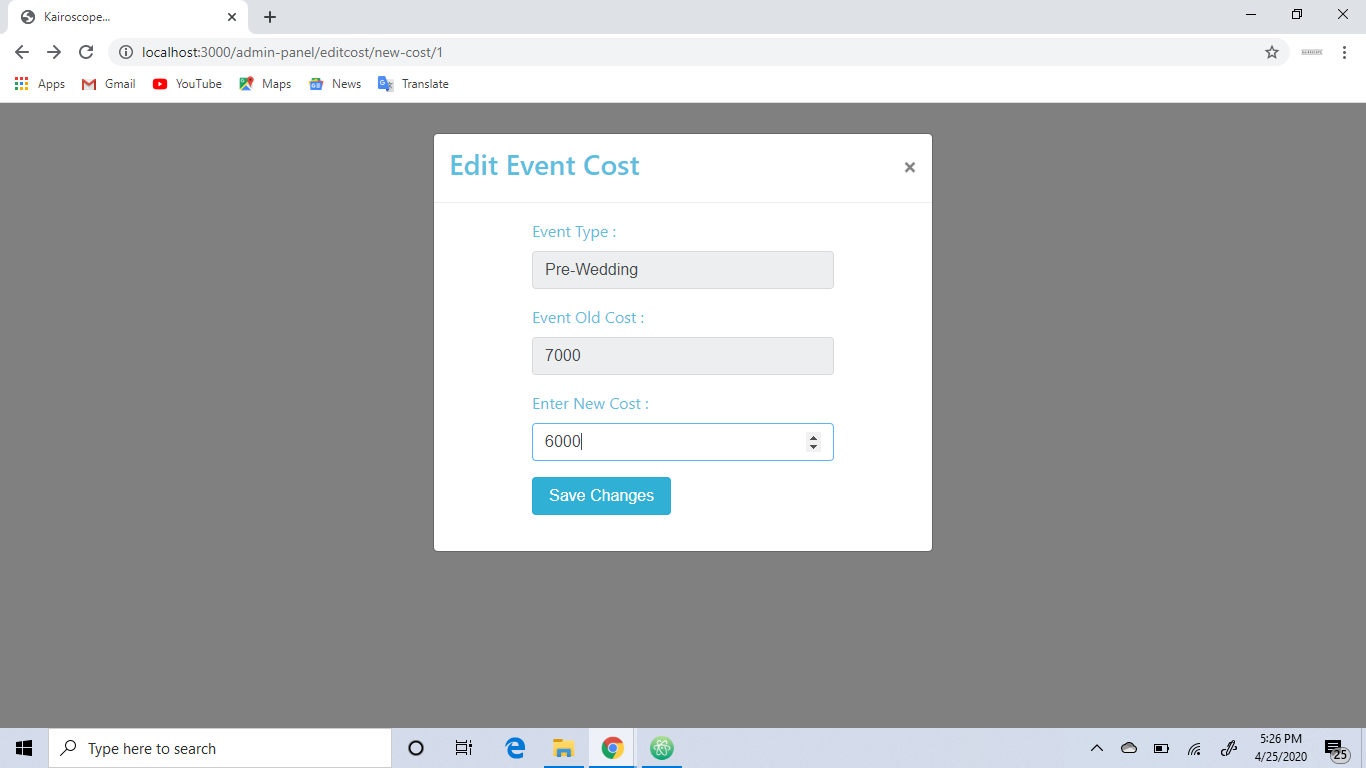 Kairoscope...
localhost:3000/admin-panel/editcost/new-cost/1
Apps Gmail YouTube Maps News Translate
Edit Event Cost
×
Event Type :
Pre-Wedding
Event Old Cost :
7000
Enter New Cost :
6000
Save Changes
Type here to search
5:26 PM
4/25/2020
25